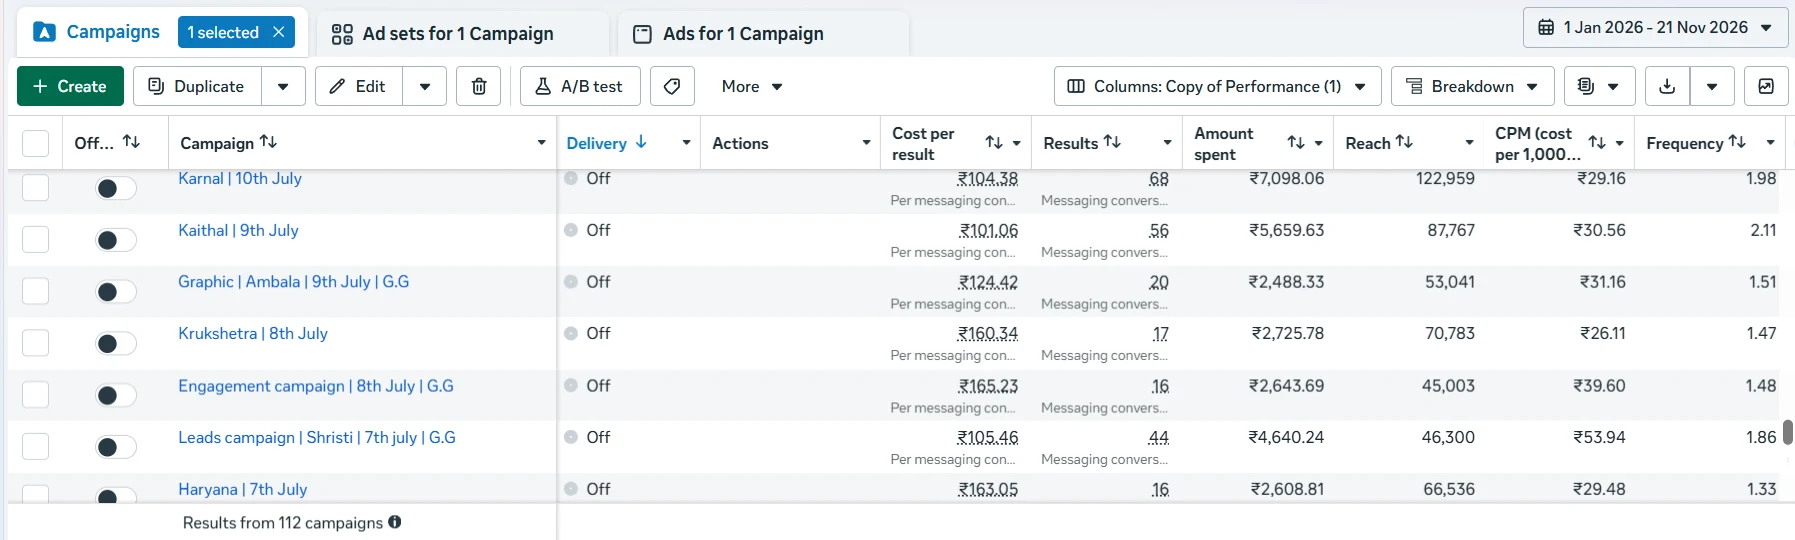 Campaigns 1 selected Ad sets for 1 Campaign Ads for 1 Campaign 1 Jan 2026 - 21 Nov 2026
+ Create Duplicate Edit A/B test More Columns: Copy of Performance (1) Breakdown
Off... Campaign Delivery Actions Cost per result Results Amount spent Reach CPM (cost per 1,000... Frequency
Karnal | 10th July Off ₹104.38 68 ₹7,098.06 122,959 ₹29.16 1.98
Per messaging con... Messaging convers...
Kaithal | 9th July Off ₹101.06 56 ₹5,659.63 87,767 ₹30.56 2.11
Per messaging con... Messaging convers...
Graphic | Ambala | 9th July | G.G Off ₹124.42 20 ₹2,488.33 53,041 ₹31.16 1.51
Per messaging con... Messaging convers...
Krukshetra | 8th July Off ₹160.34 17 ₹2,725.78 70,783 ₹26.11 1.47
Per messaging con... Messaging convers...
Engagement campaign | 8th July | G.G Off ₹165.23 16 ₹2,643.69 45,003 ₹39.60 1.48
Per messaging con... Messaging convers...
Leads campaign | Shristi | 7th july | G.G Off ₹105.46 44 ₹4,640.24 46,300 ₹53.94 1.86
Per messaging con... Messaging convers...
Haryana | 7th July Off ₹163.05 16 ₹2,608.81 66,536 ₹29.48 1.33
Results from 112 campaigns